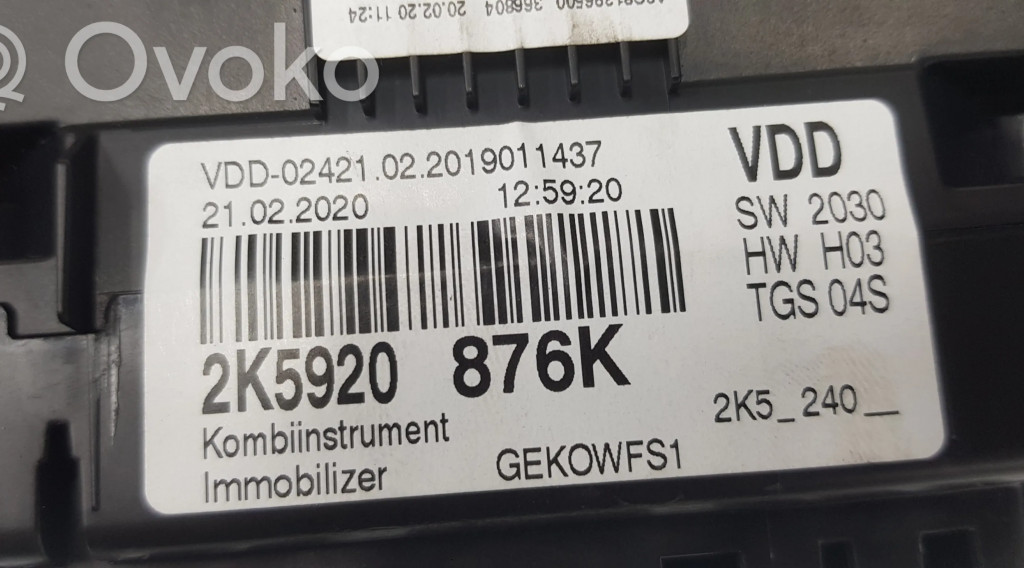 366804 20.02.20 11:24
Ovoko
VDD-02421.02.2019011437
21.02.2020 12:59:20
VDD
SW 2030
HW H03
TGS 04S
2K5920 876K
Kombiinstrument
Immobilizer
GEKOWFS1
2K5_240__